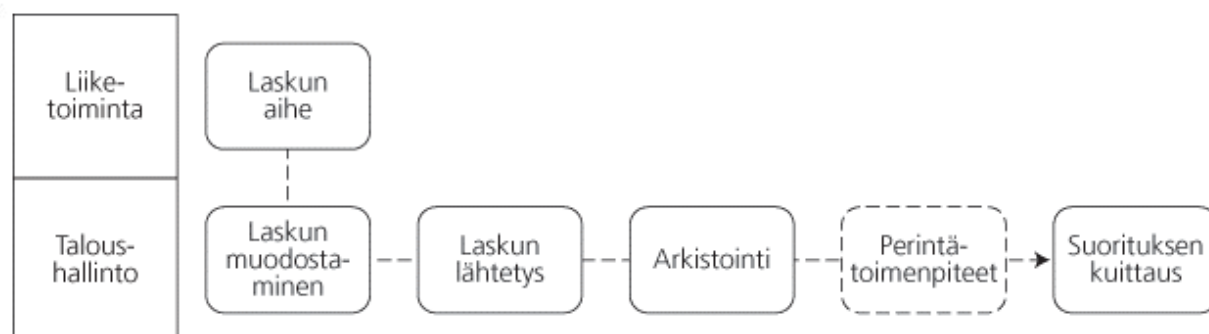 Liike-
toiminta
Laskun
aihe
Talous-
hallinto
Laskun
muodosta-
minen
Laskun
lähtetys
Arkistointi
Perintä-
toimenpiteet
Suorituksen
kuittaus